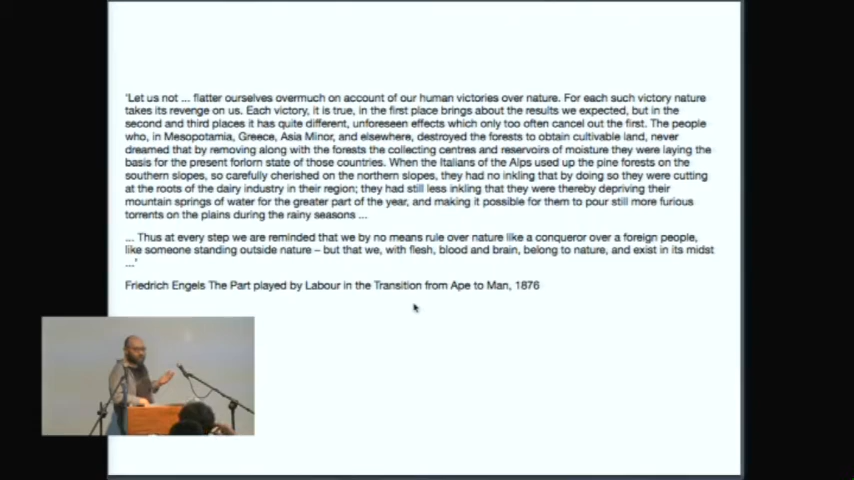 'Let us not ... flatter ourselves overmuch on account of our human victories over nature. For each such victory nature
takes its revenge on us. Each victory, it is true, in the first place brings about the results we expected, but in the
second and third places it has quite different, unforeseen effects which only too often cancel out the first. The people
who, in Mesopotamia, Greece, Asia Minor, and elsewhere, destroyed the forests to obtain cultivable land, never
dreamed that by removing along with the forests the collecting centres and reservoirs of moisture they were laying the
basis for the present forlorn state of those countries. When the Italians of the Alps used up the pine forests on the
southern slopes, so carefully cherished on the northern slopes, they had no inkling that by doing so they were cutting
at the roots of the dairy industry in their region; they had still less inkling that they were thereby depriving their
mountain springs of water for the greater part of the year, and making it possible for them to pour still more furious
torrents on the plains during the rainy seasons ...
... Thus at every step we are reminded that we by no means rule over nature like a conqueror over a foreign people,
like someone standing outside nature – but that we, with flesh, blood and brain, belong to nature, and exist in its midst
...'
Friedrich Engels The Part played by Labour in the Transition from Ape to Man, 1876